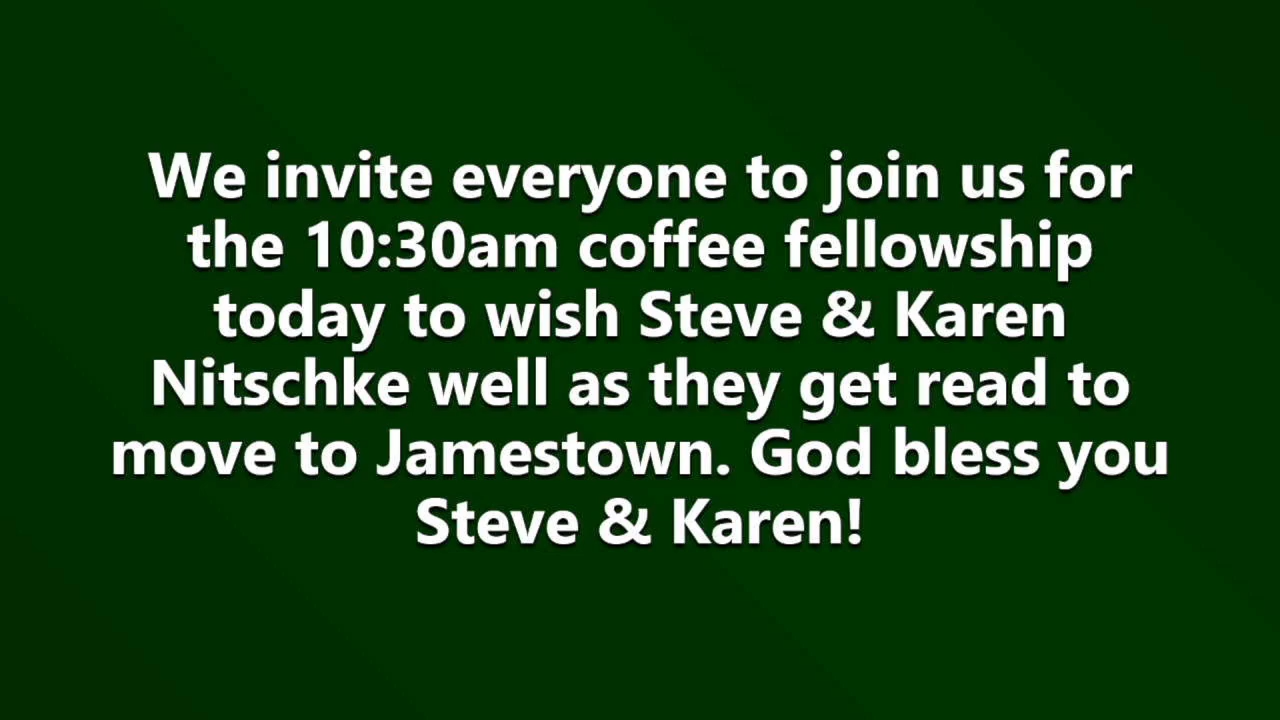 We invite everyone to join us for
the 10:30am coffee fellowship
today to wish Steve & Karen
Nitschke well as they get read to
move to Jamestown. God bless you
Steve & Karen!